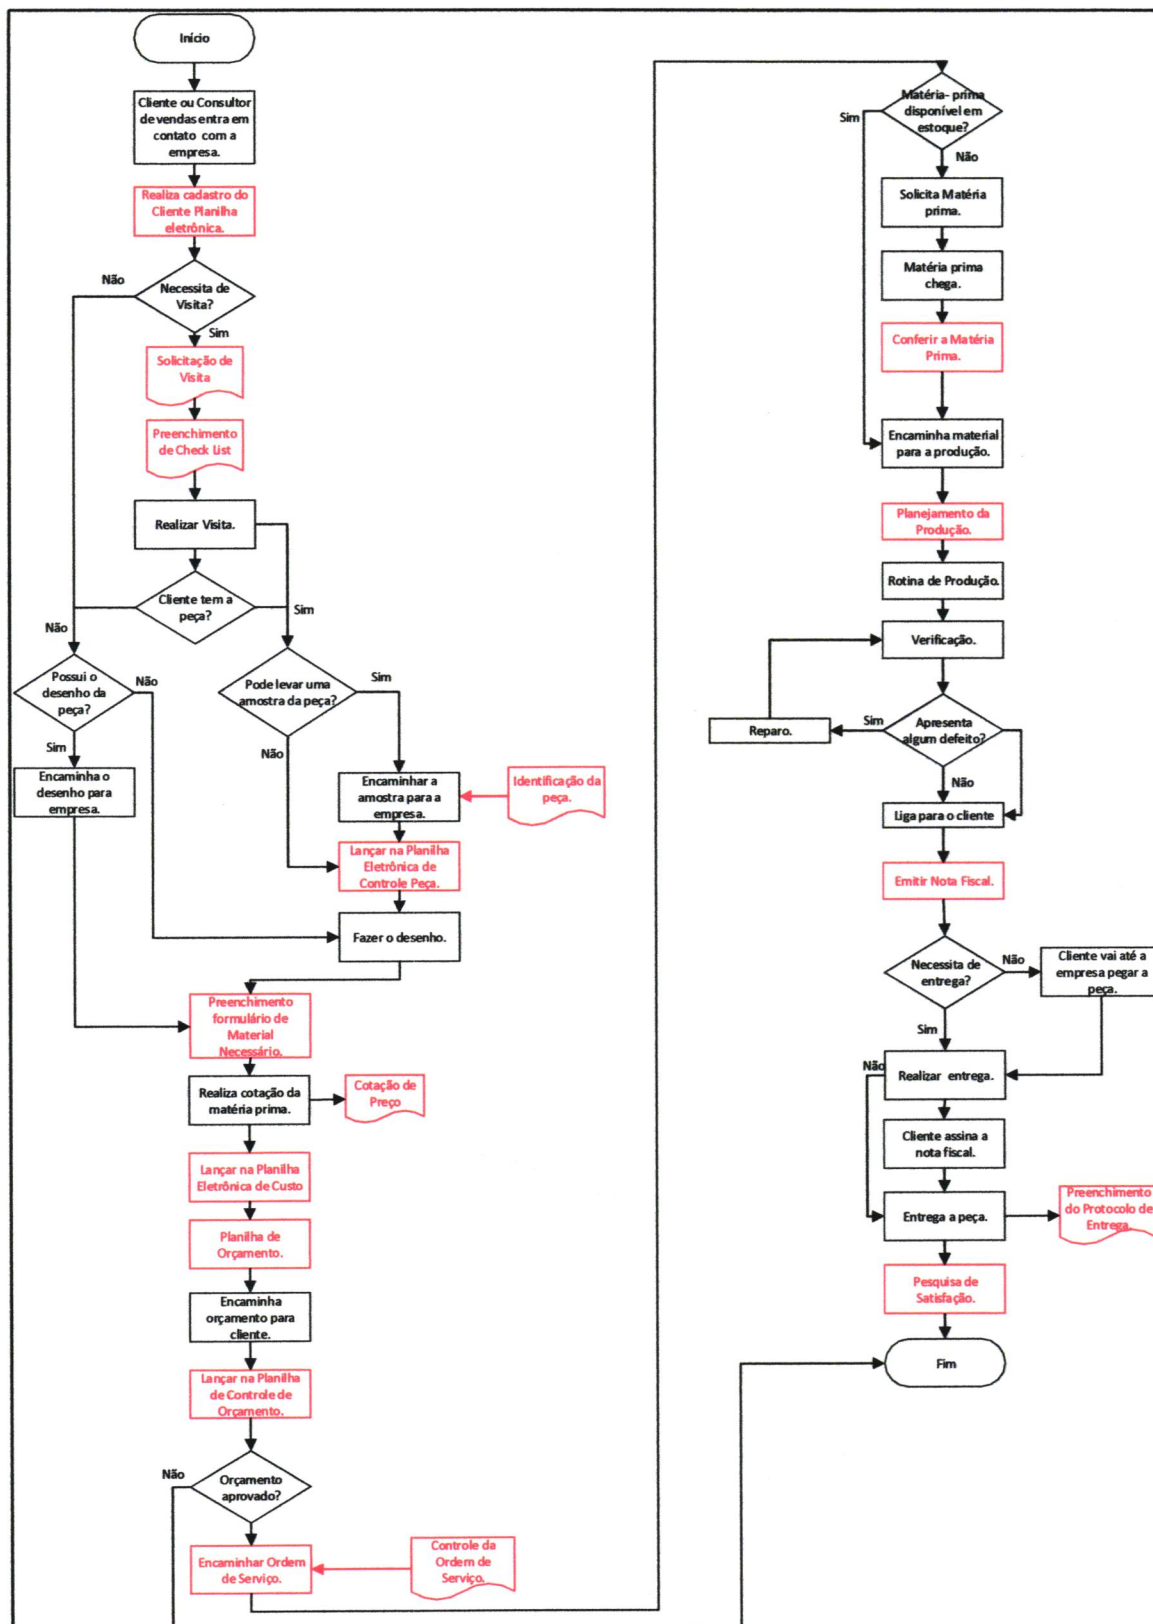 Início
Cliente ou Consultor
de vendas entra em
contato com a
empresa.
Realiza cadastro do
Cliente Planilha
eletrônica.
Não
Necessita de
Visita?
Sim
Solicitação de
Visita
Preenchimento
de Check List
Realizar Visita.
Cliente tem a
peça?
Sim
Não
Possui o
desenho da
peça?
Não
Pode levar uma
amostra da peça?
Sim
Sim
Não
Encaminha o
desenho para
empresa.
Encaminhar a
amostra para a
empresa.
Identificação da
peça.
Lançar na Planilha
Eletrônica de
Controle Peça.
Fazer o desenho.
Preenchimento
formulário de
Material
Necessário.
Realiza cotação da
matéria prima.
Cotação de
Preço
Lançar na Planilha
Eletrônica de Custo
Planilha de
Orçamento.
Encaminha
orçamento para
cliente.
Lançar na Planilha
de Controle de
Orçamento.
Não
Orçamento
aprovado?
Encaminhar Ordem
de Serviço.
Controle da
Ordem de
Serviço.
Matéria- prima
disponível em
estoque?
Sim
Não
Solicita Matéria
prima.
Matéria prima
chega.
Conferir a Matéria
Prima.
Encaminha material
para a produção.
Planejamento da
Produção.
Rotina de Produção.
Verificação.
Reparo.
Sim
Apresenta
algum defeito?
Não
Liga para o cliente
Emitir Nota Fiscal.
Necessita de
entrega?
Não
Cliente vai até a
empresa pegar a
peça.
Sim
Não
Realizar entrega.
Cliente assina a
nota fiscal.
Entrega a peça.
Preenchimento
do Protocolo de
Entrega.
Pesquisa de
Satisfação.
Fim